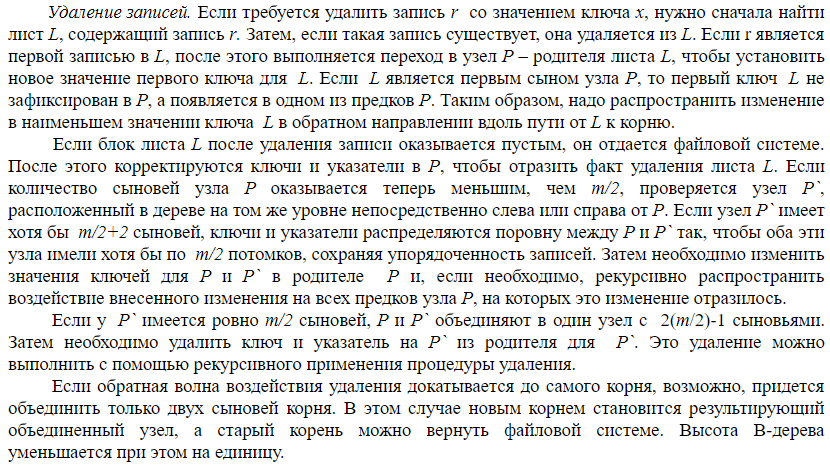 Удаление записей. Если требуется удалить запись r со значением ключа x, нужно сначала найти
лист L, содержащий запись r. Затем, если такая запись существует, она удаляется из L. Если r является
первой записью в L, после этого выполняется переход в узел P – родителя листа L, чтобы установить
новое значение первого ключа для L. Если L является первым сыном узла P, то первый ключ L не
зафиксирован в P, а появляется в одном из предков P. Таким образом, надо распространить изменение
в наименьшем значении ключа L в обратном направлении вдоль пути от L к корню.
Если блок листа L после удаления записи оказывается пустым, он отдается файловой системе.
После этого корректируются ключи и указатели в P, чтобы отразить факт удаления листа L. Если
количество сыновей узла P оказывается теперь меньшим, чем m/2, проверяется узел P`,
расположенный в дереве на том же уровне непосредственно слева или справа от P. Если узел P` имеет
хотя бы m/2+2 сыновей, ключи и указатели распределяются поровну между P и P` так, чтобы оба эти
узла имели хотя бы по m/2 потомков, сохраняя упорядоченность записей. Затем необходимо изменить
значения ключей для P и P` в родителе P и, если необходимо, рекурсивно распространить
воздействие внесенного изменения на всех предков узла P, на которых это изменение отразилось.
Если у P` имеется ровно m/2 сыновей, P и P` объединяют в один узел с 2(m/2)-1 сыновьями.
Затем необходимо удалить ключ и указатель на P` из родителя для P`. Это удаление можно
выполнить с помощью рекурсивного применения процедуры удаления.
Если обратная волна воздействия удаления докатывается до самого корня, возможно, придется
объединить только двух сыновей корня. В этом случае новым корнем становится результирующий
объединенный узел, а старый корень можно вернуть файловой системе. Высота В-дерева
уменьшается при этом на единицу.